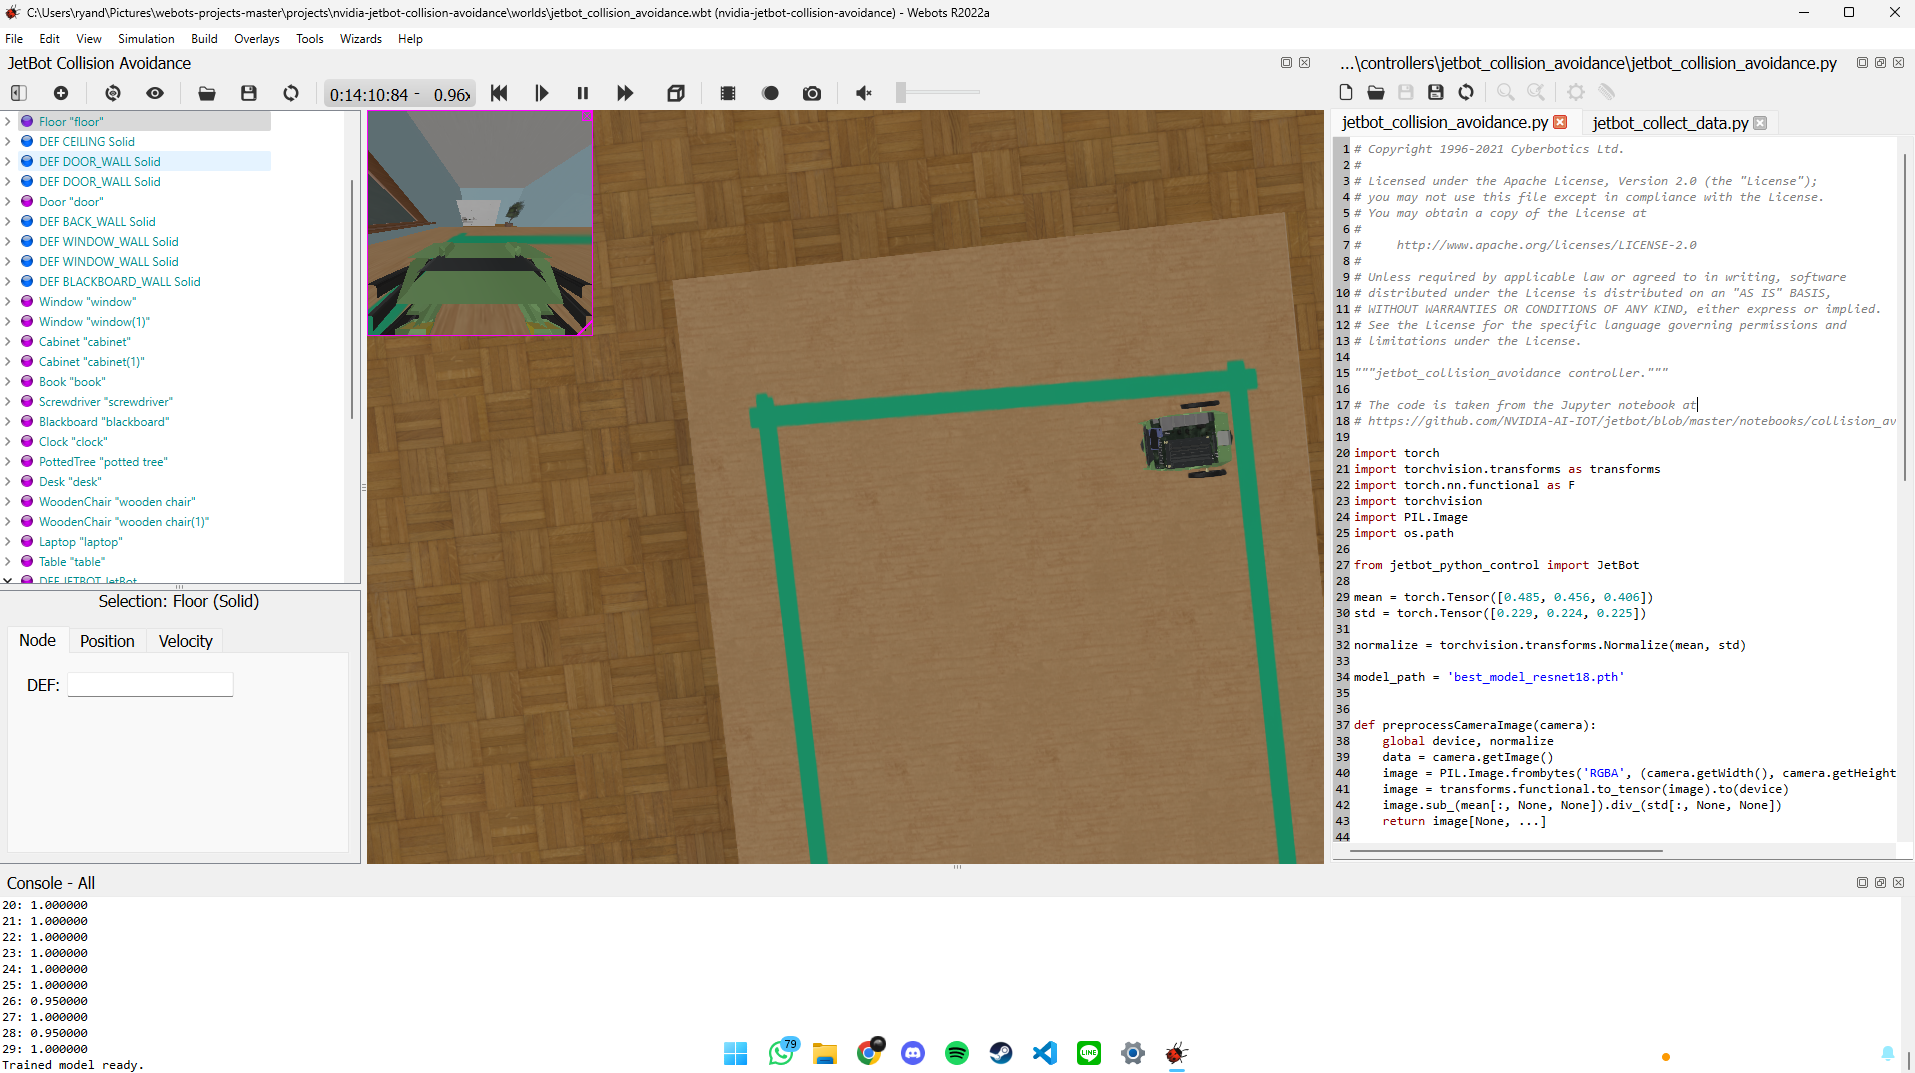 C:\Users\ryand\Pictures\webots-projects-master\projects\nvidia-jetbot-collision-avoidance\worlds\jetbot_collision_avoidance.wbt (nvidia-jetbot-collision-avoidance) - Webots R2022a
File Edit View Simulation Build Overlays Tools Wizards Help
JetBot Collision Avoidance
0:14:10:84 - 0.96x
Floor "floor"
DEF CEILING Solid
DEF DOOR_WALL Solid
DEF DOOR_WALL Solid
Door "door"
DEF BACK_WALL Solid
DEF WINDOW_WALL Solid
DEF WINDOW_WALL Solid
DEF BLACKBOARD_WALL Solid
Window "window"
Window "window(1)"
Cabinet "cabinet"
Cabinet "cabinet(1)"
Book "book"
Screwdriver "screwdriver"
Blackboard "blackboard"
Clock "clock"
PottedTree "potted tree"
Desk "desk"
WoodenChair "wooden chair"
WoodenChair "wooden chair(1)"
Laptop "laptop"
Table "table"
DEF JETBOT JetBot
Selection: Floor (Solid)
Node Position Velocity
DEF:
...\controllers\jetbot_collision_avoidance\jetbot_collision_avoidance.py
jetbot_collision_avoidance.py jetbot_collect_data.py
1 # Copyright 1996-2021 Cyberbotics Ltd.
2 #
3 # Licensed under the Apache License, Version 2.0 (the "License");
4 # you may not use this file except in compliance with the License.
5 # You may obtain a copy of the License at
6 #
7 #     http://www.apache.org/licenses/LICENSE-2.0
8 #
9 # Unless required by applicable law or agreed to in writing, software
10 # distributed under the License is distributed on an "AS IS" BASIS,
11 # WITHOUT WARRANTIES OR CONDITIONS OF ANY KIND, either express or implied.
12 # See the License for the specific language governing permissions and
13 # limitations under the License.
14
15 """jetbot_collision_avoidance controller."""
16
17 # The code is taken from the Jupyter notebook at
18 # https://github.com/NVIDIA-AI-IOT/jetbot/blob/master/notebooks/collision_av
19
20 import torch
21 import torchvision.transforms as transforms
22 import torch.nn.functional as F
23 import torchvision
24 import PIL.Image
25 import os.path
26
27 from jetbot_python_control import JetBot
28
29 mean = torch.Tensor([0.485, 0.456, 0.406])
30 std = torch.Tensor([0.229, 0.224, 0.225])
31
32 normalize = torchvision.transforms.Normalize(mean, std)
33
34 model_path = 'best_model_resnet18.pth'
35
36
37 def preprocessCameraImage(camera):
38     global device, normalize
39     data = camera.getImage()
40     image = PIL.Image.frombytes('RGBA', (camera.getWidth(), camera.getHeight
41     image = transforms.functional.to_tensor(image).to(device)
42     image.sub_(mean[:, None, None]).div_(std[:, None, None])
43     return image[None, ...]
44
Console - All
20: 1.000000
21: 1.000000
22: 1.000000
23: 1.000000
24: 1.000000
25: 1.000000
26: 0.950000
27: 1.000000
28: 0.950000
29: 1.000000
Trained model ready.
79
LINE